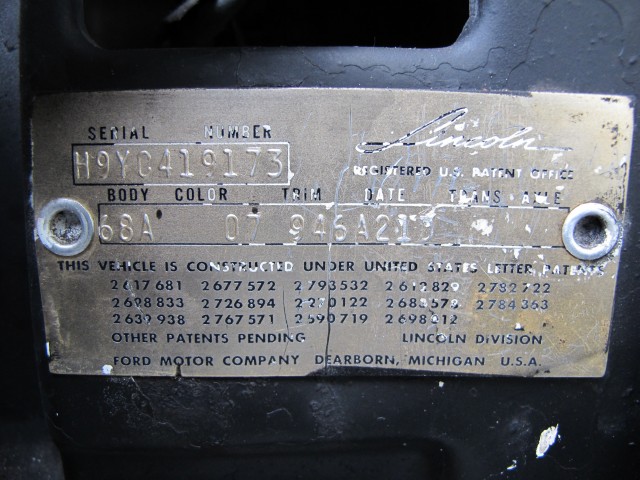 SERIAL NUMBER Lincoln
H9YC419173 REGISTERED U.S. PATENT OFFICE
BODY COLOR TRIM DATE TRANS AXLE
68A 07 946A213
THIS VEHICLE IS CONSTRUCTED UNDER UNITED STATES LETTER PATENTS
2617681 2677572 2793532 2612829 2782722
2698833 2726894 2784363
2639938 2767571 2590719
OTHER PATENTS PENDING LINCOLN DIVISION
FORD MOTOR COMPANY DEARBORN, MICHIGAN U.S.A.